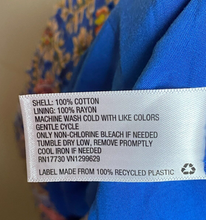 SHELL: 100% COTTON
LINING: 100% RAYON
MACHINE WASH COLD WITH LIKE COLORS
GENTLE CYCLE
ONLY NON-CHLORINE BLEACH IF NEEDED
TUMBLE DRY LOW, REMOVE PROMPTLY
COOL IRON IF NEEDED
RN17730 VN1299629
LABEL MADE FROM 100% RECYCLED PLASTIC